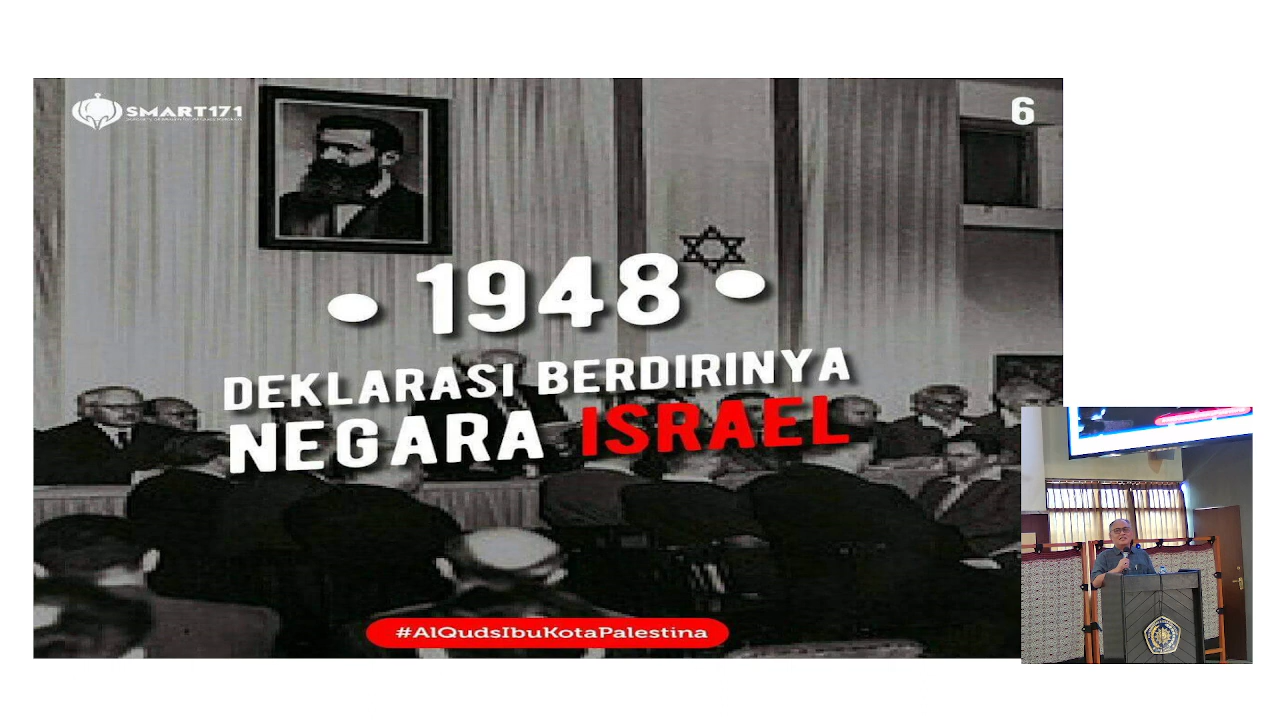 SMART171
6
• 1948 •
DEKLARASI BERDIRINYA
NEGARA ISRAEL
#AlQudsIbuKotaPalestina